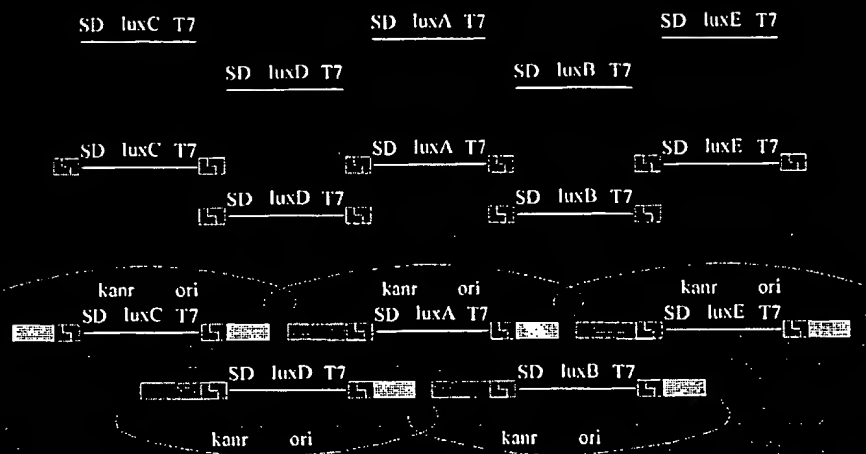 SD luxC T7 SD luxA T7 SD luxE T7
SD luxD T7 SD luxB T7
SD luxC T7 SD luxA T7 SD luxE T7
SD luxD T7 SD luxB T7
kanr ori kanr ori kanr ori
SD luxC T7 SD luxA T7 SD luxE T7
SD luxD T7 SD luxB T7
kanr ori kanr ori